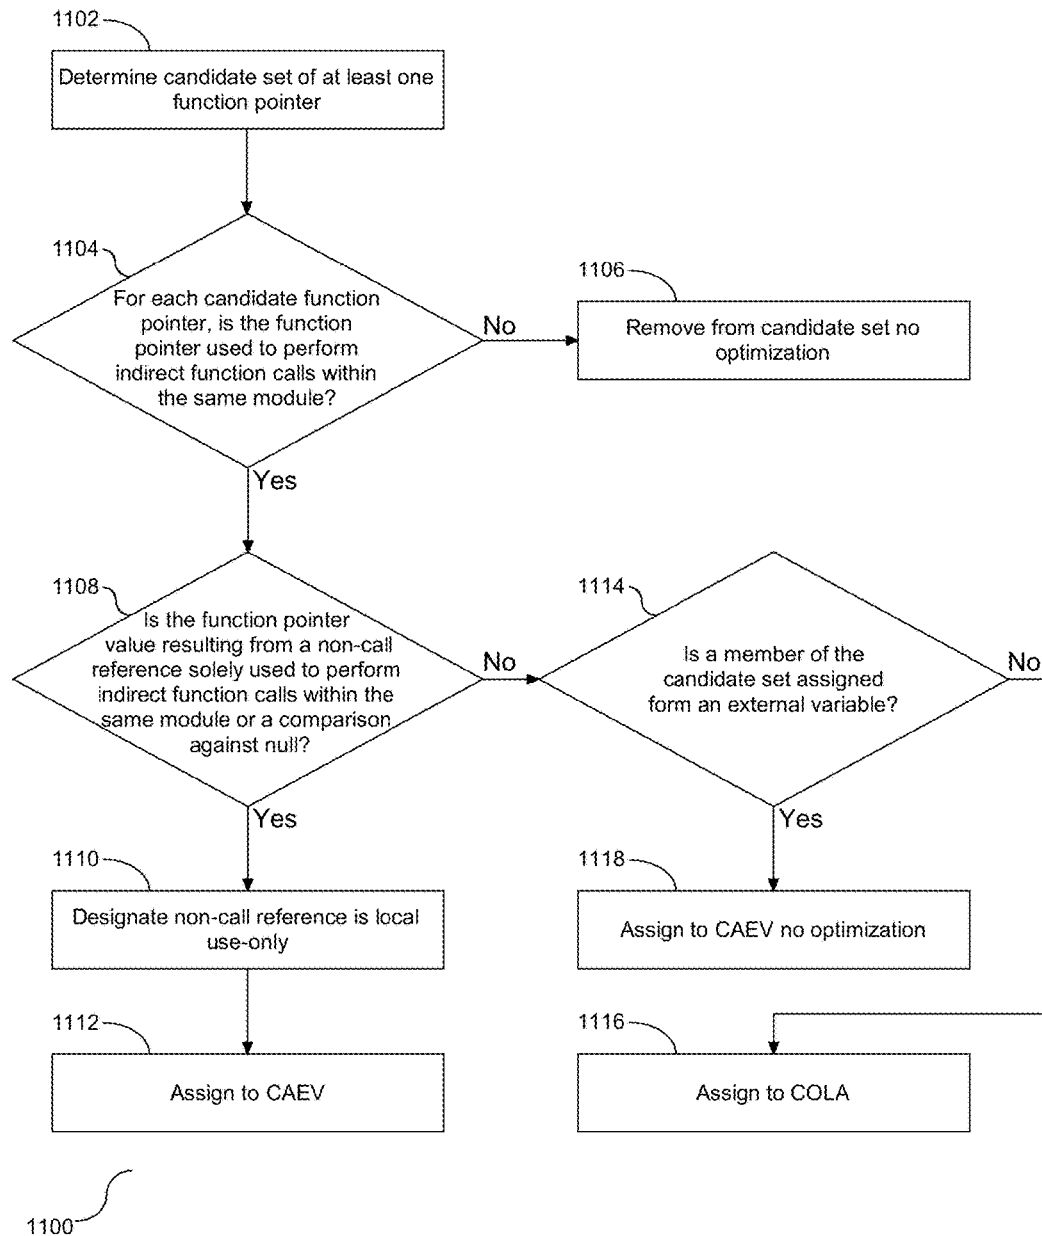 1102
Determine candidate set of at least one
function pointer
1104
For each candidate function
pointer, is the function
pointer used to perform
indirect function calls within
the same module?
No
1106
Remove from candidate set no
optimization
Yes
1108
Is the function pointer
value resulting from a non-call
reference solely used to perform
indirect function calls within the
same module or a comparison
against null?
No
1114
Is a member of the
candidate set assigned
form an external variable?
No
Yes
1110
Designate non-call reference is local
use-only
Yes
1118
Assign to CAEV no optimization
1112
Assign to CAEV
1116
Assign to COLA
1100